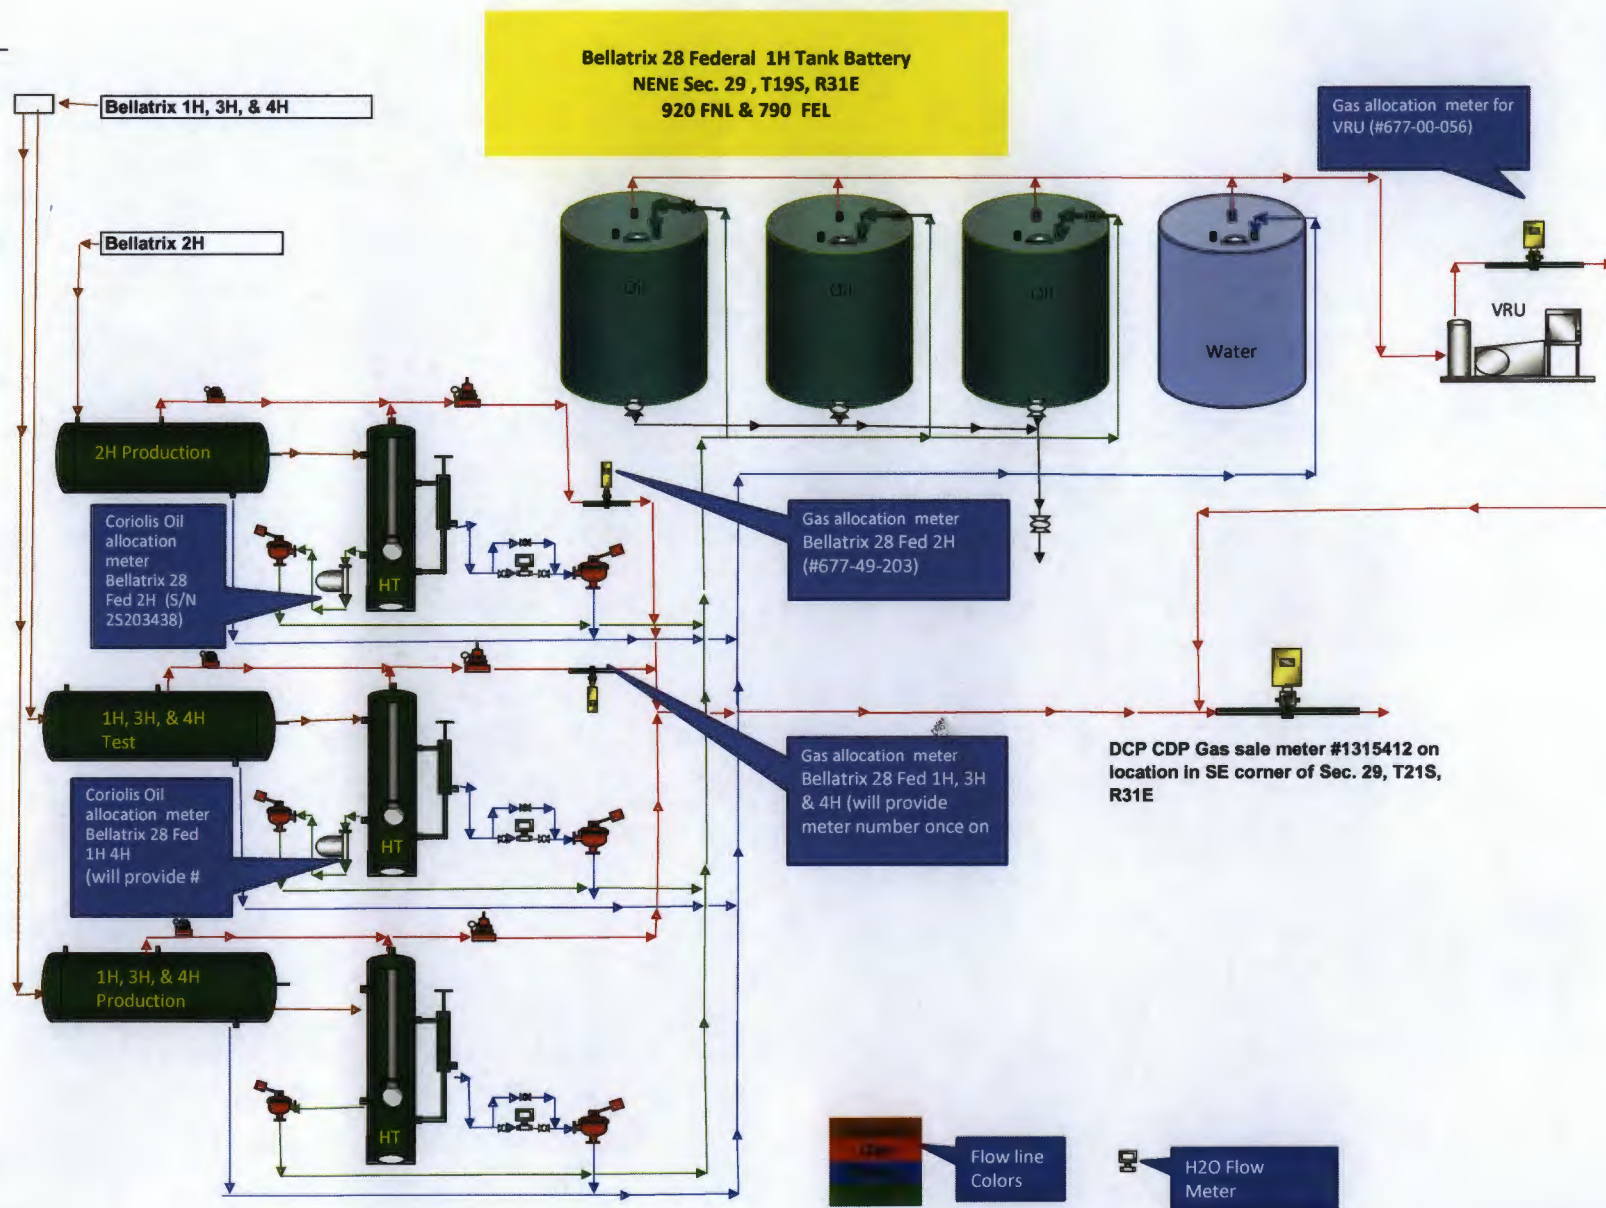 Bellatrix 28 Federal 1H Tank Battery
NENE Sec. 29 , T19S, R31E
920 FNL & 790 FEL
Bellatrix 1H, 3H, & 4H
Gas allocation meter for
VRU (#677-00-056)
Bellatrix 2H
Oil
Oil
Oil
Water
VRU
2H Production
HT
Coriolis Oil
allocation
meter
Bellatrix 28
Fed 2H (S/N
2S203438)
Gas allocation meter
Bellatrix 28 Fed 2H
(#677-49-203)
1H, 3H, & 4H
Test
HT
Coriolis Oil
allocation meter
Bellatrix 28 Fed
1H 4H
(will provide #
Gas allocation meter
Bellatrix 28 Fed 1H, 3H
& 4H (will provide
meter number once on
DCP CDP Gas sale meter #1315412 on
location in SE corner of Sec. 29, T21S,
R31E
1H, 3H, & 4H
Production
HT
Flow line
Colors
H2O Flow
Meter